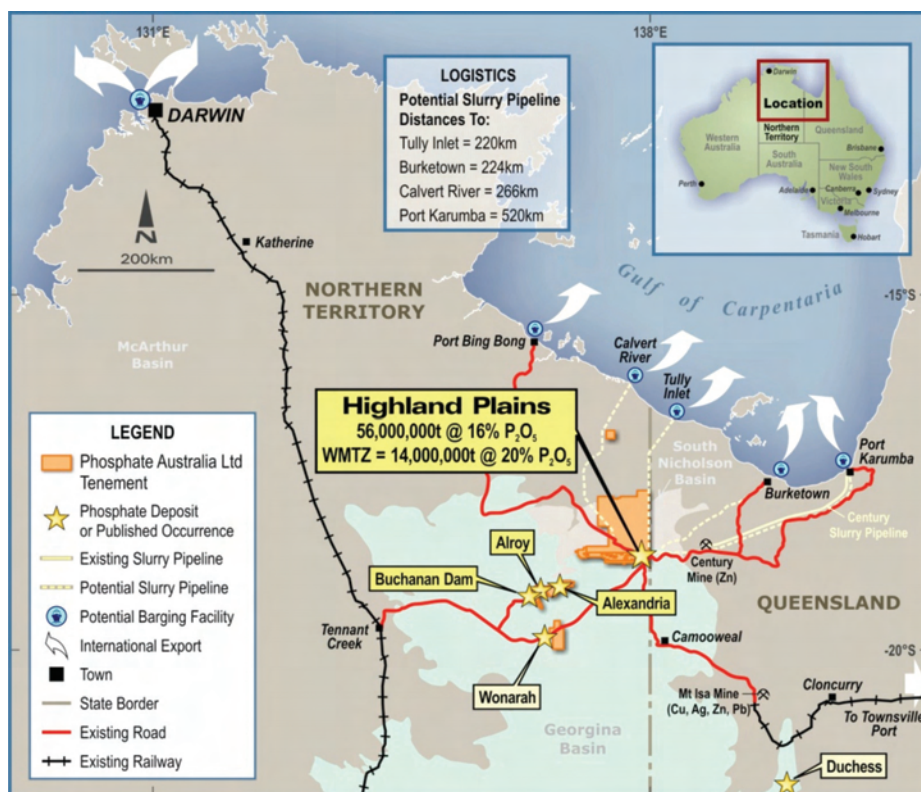 131°E
138°E
DARWIN
LOGISTICS
Potential Slurry Pipeline
Distances To:
Tully Inlet = 220km
Burketown = 224km
Calvert River = 266km
Port Karumba = 520km
Darwin
Location
Northern
Territory
Western
Australia
Queensland
South
Australia
Brisbane
New South
Wales
Perth
Adelaide
Canberra
Sydney
Victoria
Melbourne
Tasmania
Hobart
N
200km
Katherine
NORTHERN
TERRITORY
Gulf of Carpentaria
-15°S
McArthur
Basin
Port Bing Bong
Calvert
River
Tully
Inlet
Highland Plains
56,000,000t @ 16% P₂O₅
WMTZ = 14,000,000t @ 20% P₂O₅
South
Nicholson
Basin
Port
Karumba
Burketown
Century
Slurry Pipeline
LEGEND
Phosphate Australia Ltd
Tenement
Phosphate Deposit
or Published Occurrence
Existing Slurry Pipeline
Potential Slurry Pipeline
Potential Barging Facility
International Export
Town
State Border
Existing Road
Existing Railway
Alroy
Buchanan Dam
Alexandria
Century
Mine (Zn)
QUEENSLAND
Tennant
Creek
Wonarah
Camooweal
-20°S
Mt Isa Mine
(Cu, Ag, Zn, Pb)
Cloncurry
To Townsville
Port
Georgina
Basin
Duchess